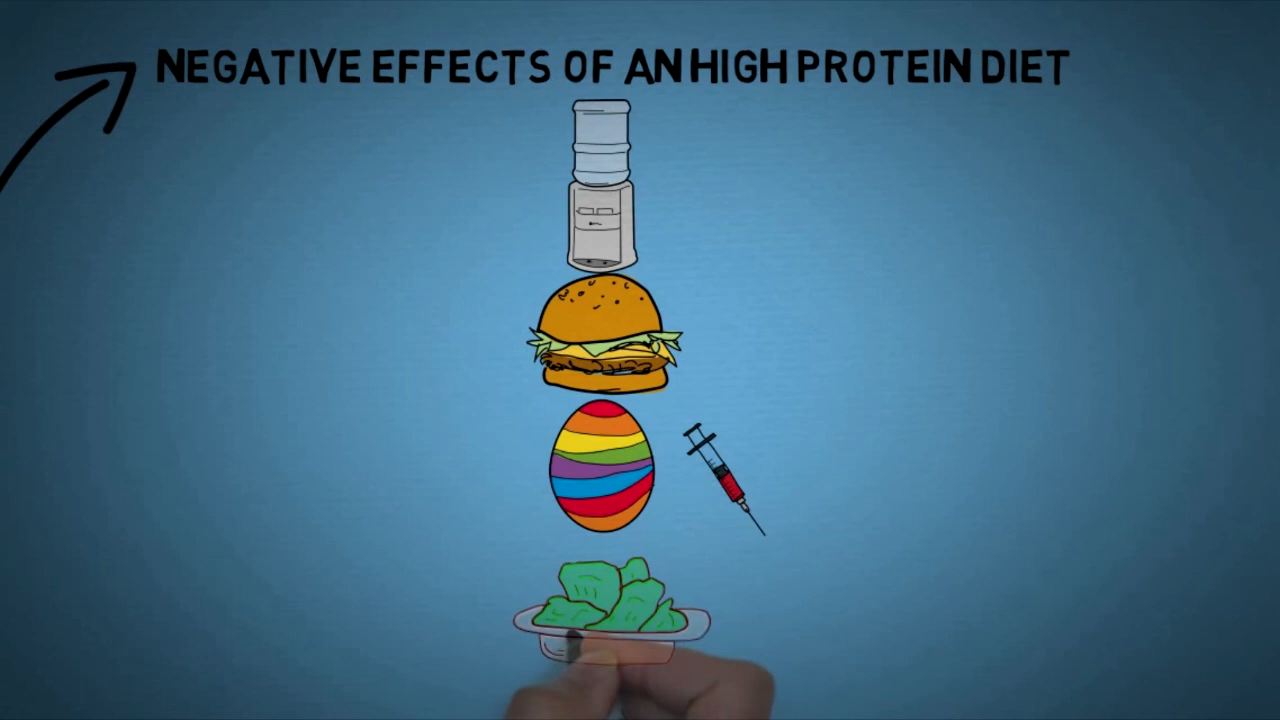 NEGATIVE EFFECTS OF AN HIGH PROTEIN DIET